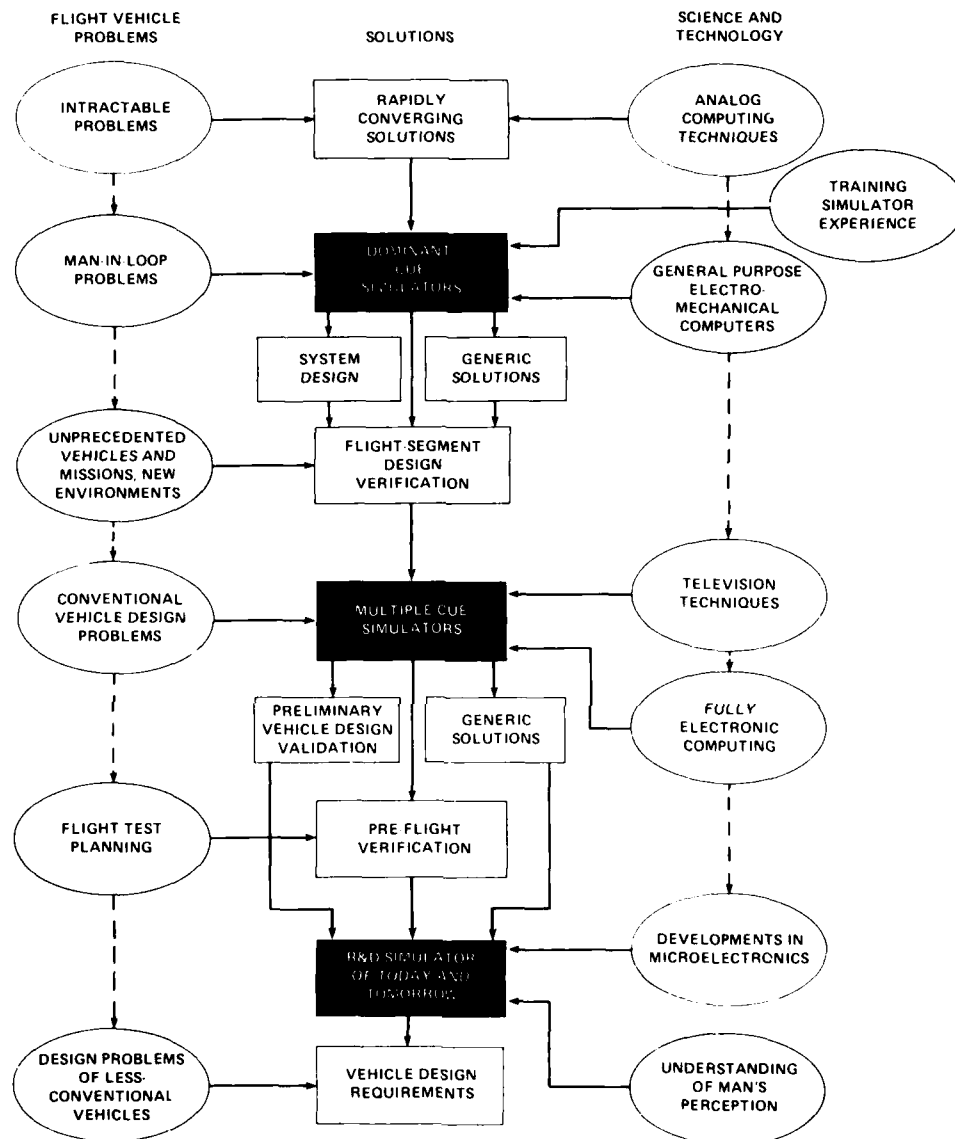 FLIGHT VEHICLE
PROBLEMS
SOLUTIONS
SCIENCE AND
TECHNOLOGY
INTRACTABLE
PROBLEMS
RAPIDLY
CONVERGING
SOLUTIONS
ANALOG
COMPUTING
TECHNIQUES
TRAINING
SIMULATOR
EXPERIENCE
MAN-IN-LOOP
PROBLEMS
DOMINANT
CUE
SIMULATORS
GENERAL PURPOSE
ELECTRO-
MECHANICAL
COMPUTERS
SYSTEM
DESIGN
GENERIC
SOLUTIONS
UNPRECEDENTED
VEHICLES AND
MISSIONS, NEW
ENVIRONMENTS
FLIGHT-SEGMENT
DESIGN
VERIFICATION
CONVENTIONAL
VEHICLE DESIGN
PROBLEMS
MULTIPLE CUE
SIMULATORS
TELEVISION
TECHNIQUES
PRELIMINARY
VEHICLE DESIGN
VALIDATION
GENERIC
SOLUTIONS
FULLY
ELECTRONIC
COMPUTING
FLIGHT TEST
PLANNING
PRE-FLIGHT
VERIFICATION
R&D SIMULATOR
OF TODAY AND
TOMORROW
DEVELOPMENTS IN
MICROELECTRONICS
DESIGN PROBLEMS
OF LESS-
CONVENTIONAL
VEHICLES
VEHICLE DESIGN
REQUIREMENTS
UNDERSTANDING
OF MAN'S
PERCEPTION